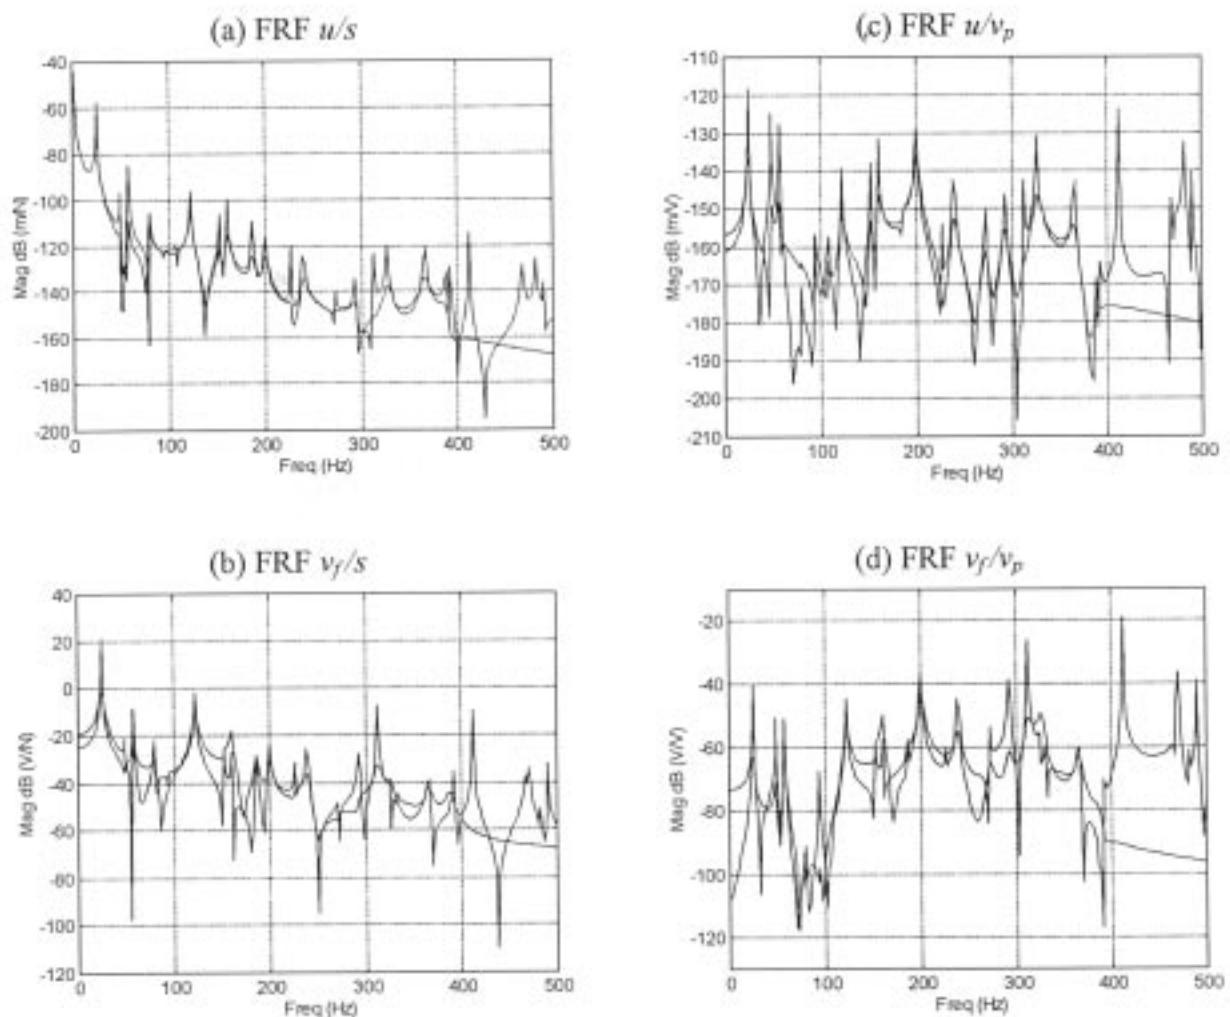 (a) FRF u/s
-40
-60
-80
-100
-120
-140
-160
-180
-200
Mag dB (m/N)
0 100 200 300 400 500
Freq (Hz)
(c) FRF u/vp
-110
-120
-130
-140
-150
-160
-170
-180
-190
-200
-210
Mag dB (m/V)
0 100 200 300 400 500
Freq (Hz)
(b) FRF vf/s
40
20
0
-20
-40
-60
-80
-100
-120
Mag dB (V/N)
0 100 200 300 400 500
Freq (Hz)
(d) FRF vf/vp
-20
-40
-60
-80
-100
-120
Mag dB (V/V)
0 100 200 300 400 500
Freq (Hz)